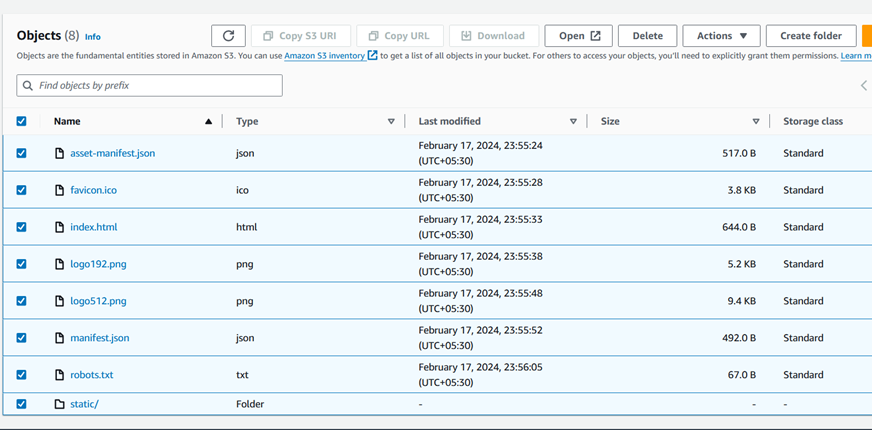 Objects (8) Info
Copy S3 URI Copy URL Download Open Delete Actions Create folder
Objects are the fundamental entities stored in Amazon S3. You can use Amazon S3 inventory to get a list of all objects in your bucket. For others to access your objects, you'll need to explicitly grant them permissions. Learn m
Find objects by prefix
Name Type Last modified Size Storage class
asset-manifest.json json February 17, 2024, 23:55:24 (UTC+05:30) 517.0 B Standard
favicon.ico ico February 17, 2024, 23:55:28 (UTC+05:30) 3.8 KB Standard
index.html html February 17, 2024, 23:55:33 (UTC+05:30) 644.0 B Standard
logo192.png png February 17, 2024, 23:55:38 (UTC+05:30) 5.2 KB Standard
logo512.png png February 17, 2024, 23:55:48 (UTC+05:30) 9.4 KB Standard
manifest.json json February 17, 2024, 23:55:52 (UTC+05:30) 492.0 B Standard
robots.txt txt February 17, 2024, 23:56:05 (UTC+05:30) 67.0 B Standard
static/ Folder - - -